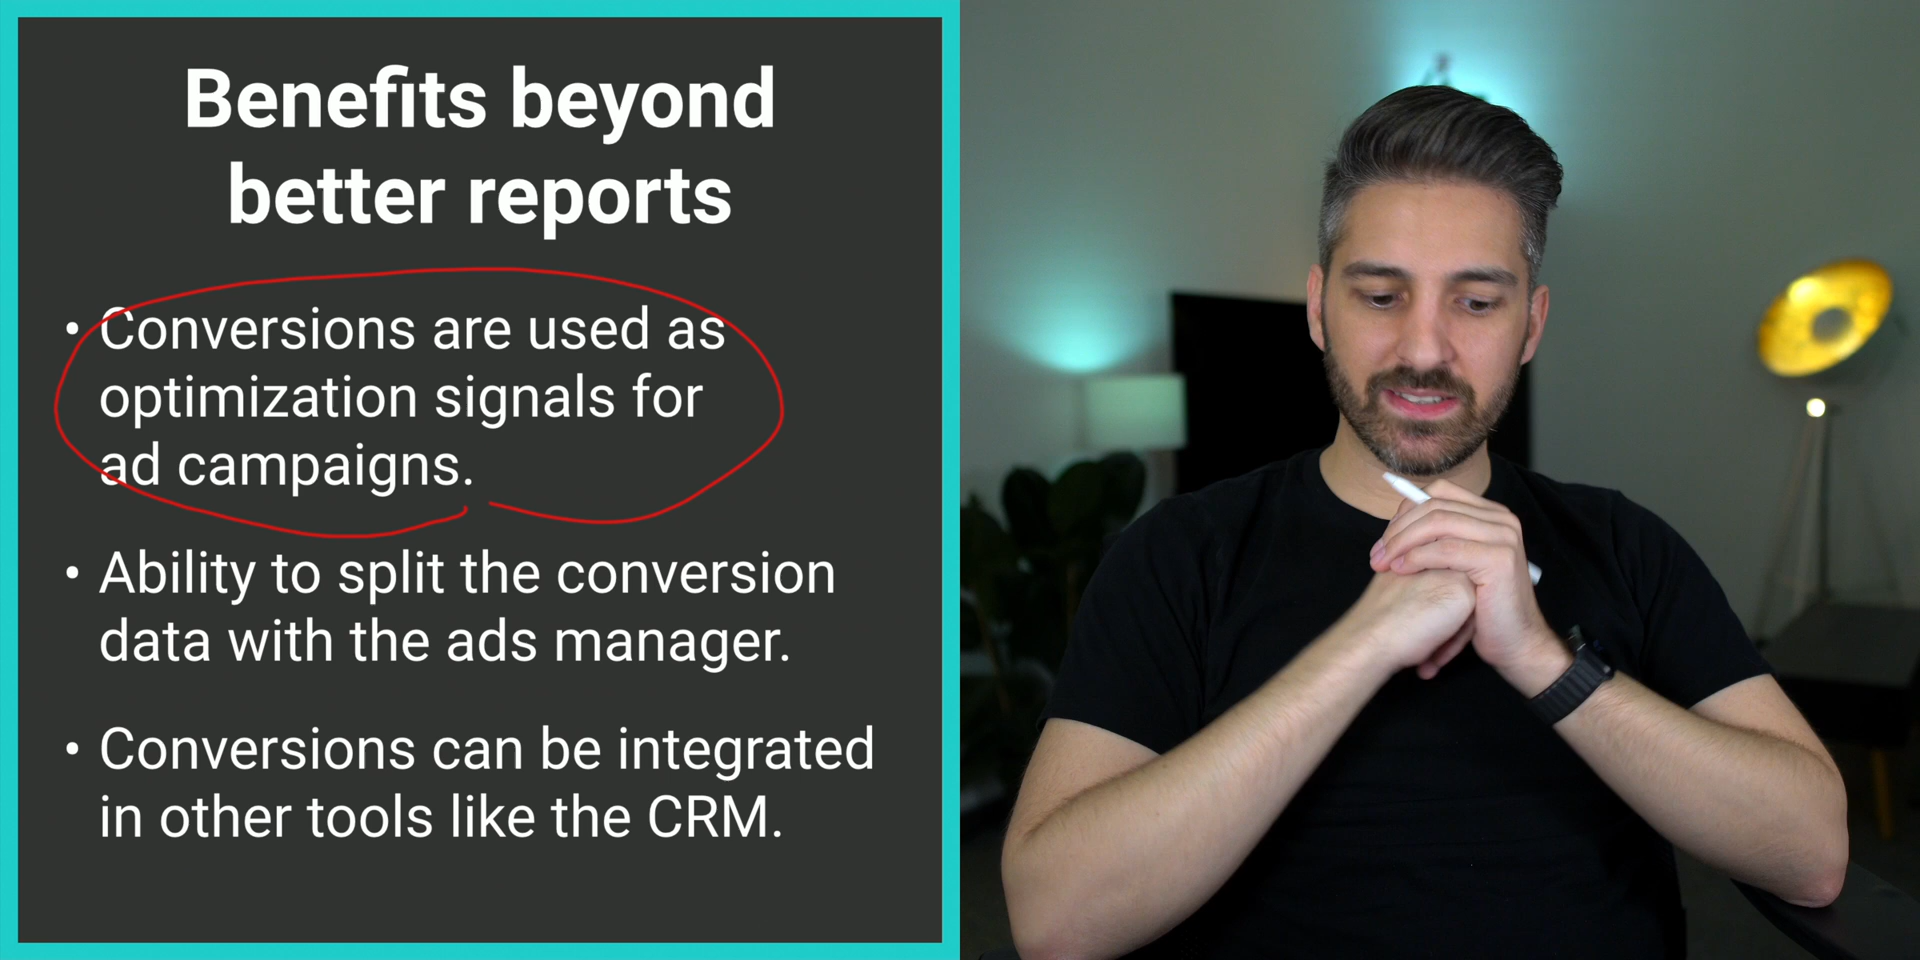 Benefits beyond
better reports
• Conversions are used as
optimization signals for
ad campaigns.
• Ability to split the conversion
data with the ads manager.
• Conversions can be integrated
in other tools like the CRM.